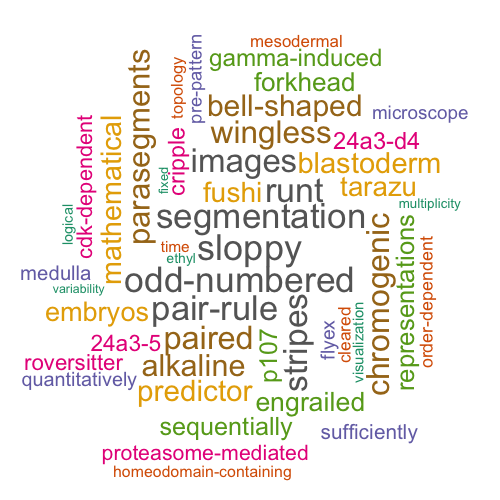 mesodermal
gamma-induced
forkhead
pre-pattern
topology
parasegments
bell-shaped
microscope
wingless
24a3-d4
cripple
images
blastoderm
mathematical
cdk-dependent
fixed
fushi
runt
tarazu
multiplicity
logical
segmentation
time
ethyl
sloppy
chromogenic
representations
order-dependent
medulla
variability
odd-numbered
embryos
pair-rule
stripes
flyex
cleared
visualization
24a3-5
paired
p107
roversitter
alkaline
quantitatively
predictor
engrailed
sequentially
sufficiently
proteasome-mediated
homeodomain-containing